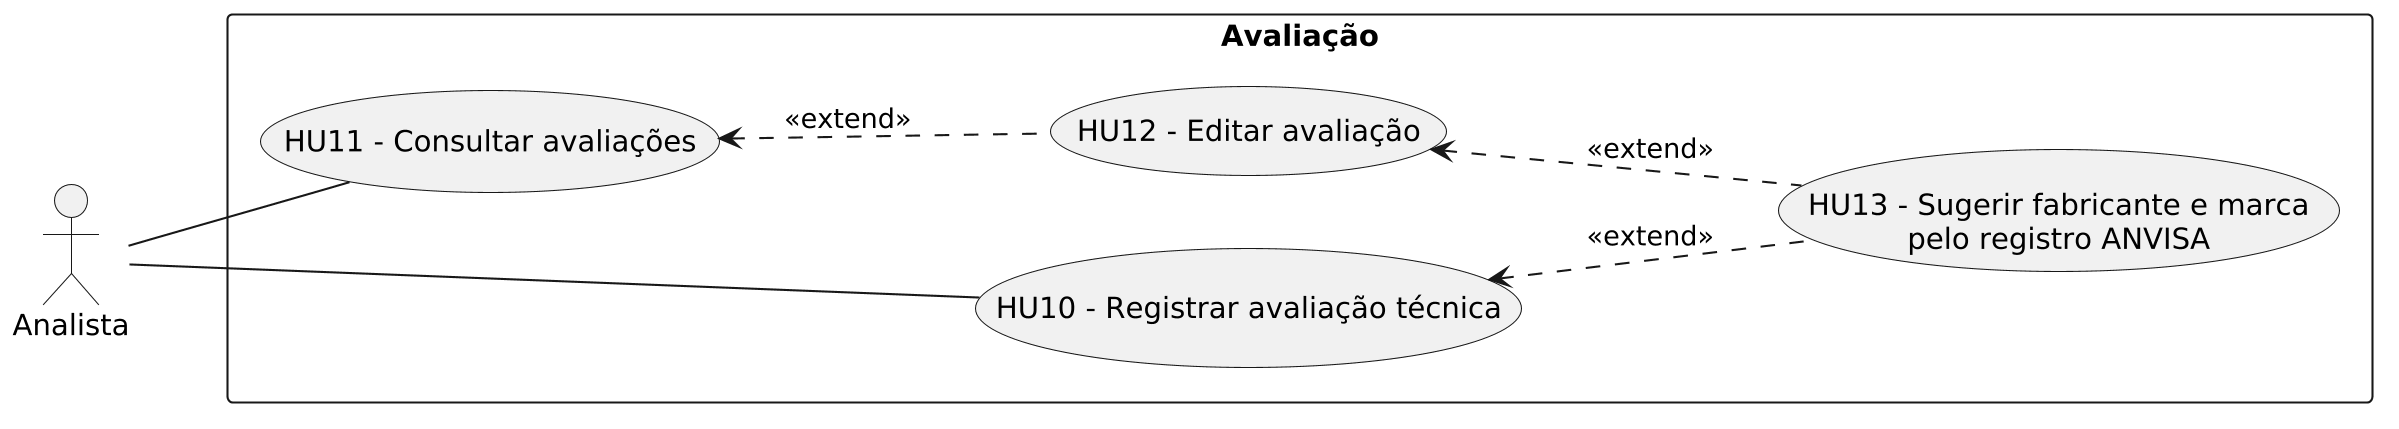 Avaliação
«extend»
HU11 - Consultar avaliações
HU12 - Editar avaliação
«extend»
HU13 - Sugerir fabricante e marca
pelo registro ANVISA
«extend»
HU10 - Registrar avaliação técnica
Analista